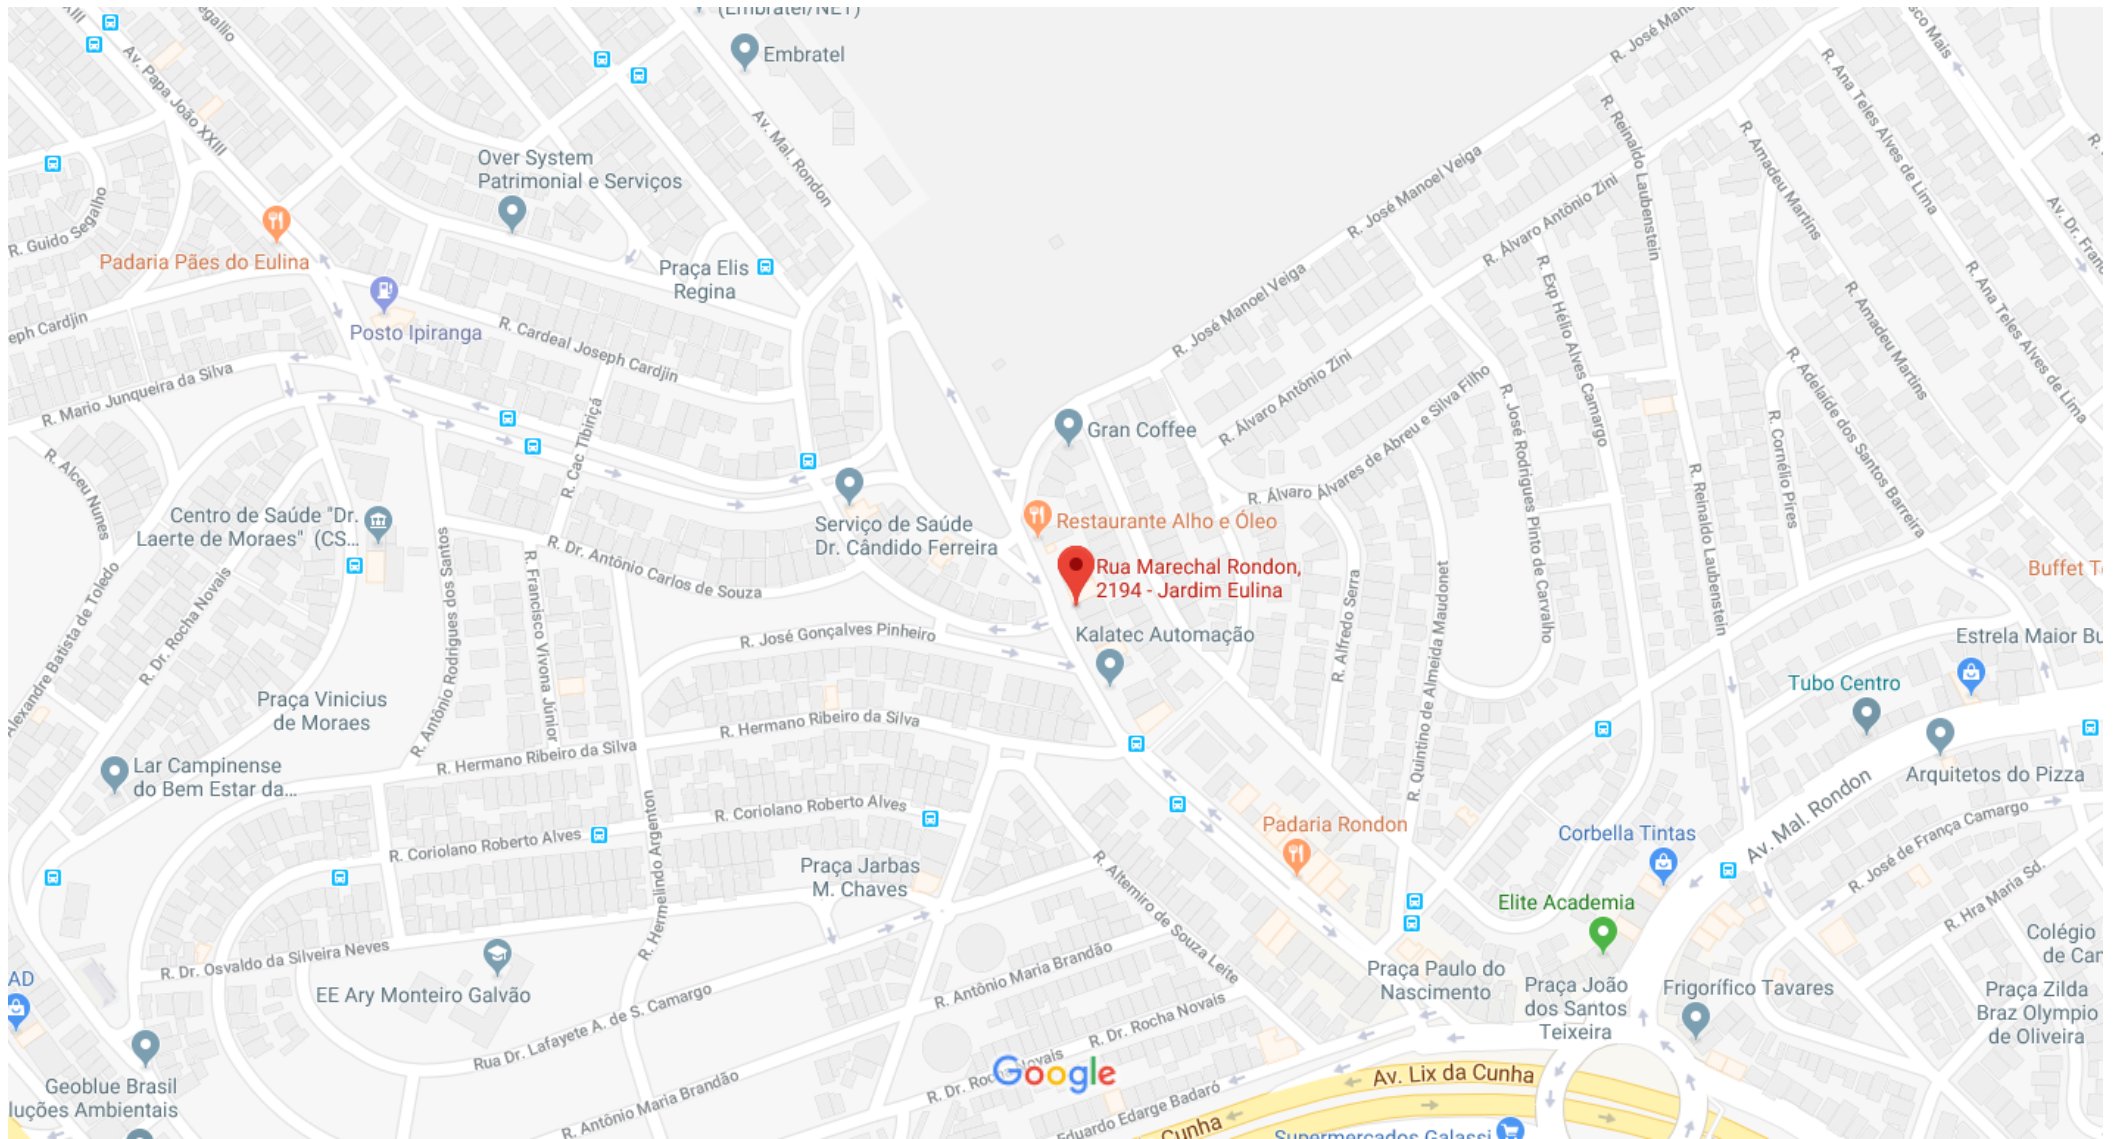 (Embratel/NET)
Embratel
Av. Papa João XXIII
R. José Manoel Veiga
R. Ana Teles Alves de Lima
Av. Mal. Rondon
R. Reinaldo Laubenstein
R. Amadeu Martins
Over System
Patrimonial e Serviços
R. José Manoel Veiga
R. Álvaro Antônio Zini
R. Guido Segalho
Padaria Pães do Eulina
Praça Elis
Regina
R. José Manoel Veiga
R. Exp Hélio Alves Camargo
R. Ana Teles Alves de Lima
R. Amadeu Martins
Posto Ipiranga
R. Cardeal Joseph Cardjin
R. Mario Junqueira da Silva
R. Álvaro Antônio Zini
R. Álvaro Álvares de Abreu e Silva Filho
R. José Rodrigues Pinto de Carvalho
R. Adelaide dos Santos Barreira
R. Cornélio Pires
R. Cac Tibiriçá
Gran Coffee
R. Alceu Nunes
Centro de Saúde "Dr.
Laerte de Moraes" (CS...
Serviço de Saúde
Dr. Cândido Ferreira
Restaurante Alho e Óleo
R. Reinaldo Laubenstein
Rua Marechal Rondon,
2194 - Jardim Eulina
R. Dr. Antônio Carlos de Souza
R. Francisco Vivona Júnior
R. Antônio Rodrigues dos Santos
R. Dr. Rocha Novais
Alexandre Batista de Toledo
R. José Gonçalves Pinheiro
Kalatec Automação
R. Alfredo Serra
R. Quintino de Almeida Maudonet
Buffet T
Estrela Maior Bu
Tubo Centro
Praça Vinicius
de Moraes
R. Hermano Ribeiro da Silva
R. Hermano Ribeiro da Silva
Lar Campinense
do Bem Estar da...
Arquitetos do Pizza
Av. Mal. Rondon
R. José de França Camargo
R. Hra Maria Sd.
R. Coriolano Roberto Alves
R. Coriolano Roberto Alves
R. Hermelindo Argenton
Padaria Rondon
Corbella Tintas
Praça Jarbas
M. Chaves
R. Altemiro de Souza Leite
Elite Academia
Colégio
de Car
R. Dr. Osvaldo da Silveira Neves
EE Ary Monteiro Galvão
R. Antônio Maria Brandão
Praça Paulo do
Nascimento
Praça João
dos Santos
Teixeira
Frigorífico Tavares
Praça Zilda
Braz Olympio
de Oliveira
AD
Rua Dr. Lafayete A. de S. Camargo
R. Dr. Rocha Novais
R. Dr. Rocha Novais
Google
Av. Lix da Cunha
Geoblue Brasil
luções Ambientais
R. Antônio Maria Brandão
Eduardo Edarge Badaró
Cunha
Supermercados Galassi